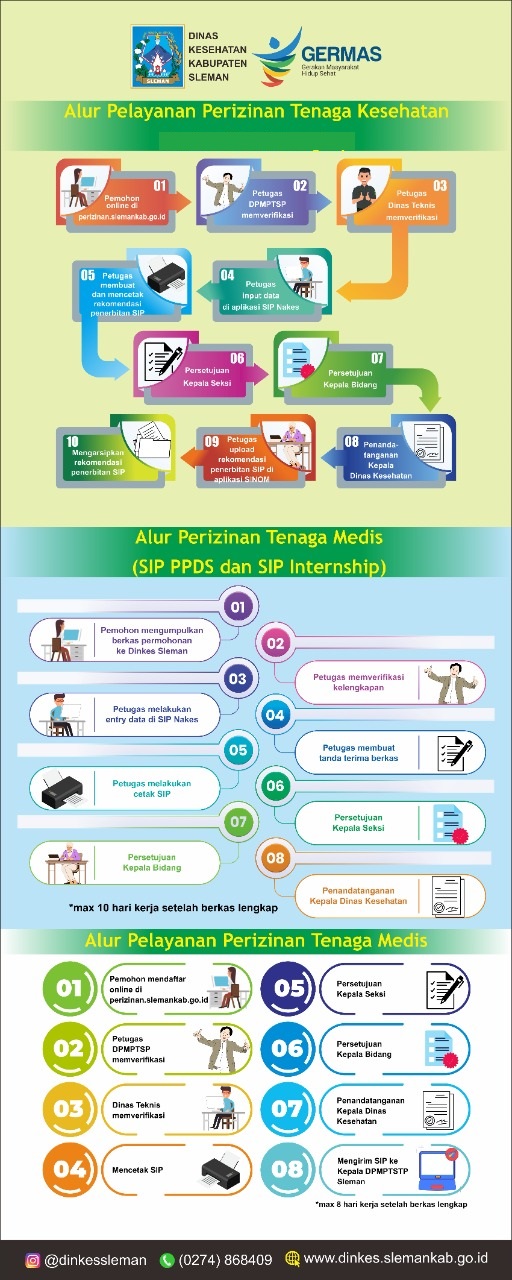 SLEMAN
DINAS
KESEHATAN
KABUPATEN
SLEMAN
GERMAS
Gerakan Masyarakat
Hidup Sehat
Alur Pelayanan Perizinan Tenaga Kesehatan
01
Pemohon
online di
perizinan.slemankab.go.id
02
Petugas
DPMPTSP
memverifikasi
03
Petugas
Dinas Teknis
memverifikasi
04
Petugas
input data
di aplikasi SIP Nakes
05
Petugas
membuat
dan mencetak
rekomendasi
penerbitan SIP
06
Persetujuan
Kepala Seksi
07
Persetujuan
Kepala Bidang
08
Penanda-
tanganan
Kepala
Dinas Kesehatan
09
Petugas
upload
rekomendasi
penerbitan SIP di
aplikasi SINOM
10
Mengarsipkan
rekomendasi
penerbitan SIP
Alur Perizinan Tenaga Medis
(SIP PPDS dan SIP Internship)
01
Pemohon mengumpulkan
berkas permohonan
ke Dinkes Sleman
02
Petugas memverifikasi
kelengkapan
03
Petugas melakukan
entry data di SIP Nakes
04
Petugas membuat
tanda terima berkas
05
Petugas melakukan
cetak SIP
06
Persetujuan
Kepala Seksi
07
Persetujuan
Kepala Bidang
08
Penandatanganan
Kepala Dinas Kesehatan
*max 10 hari kerja setelah berkas lengkap
Alur Pelayanan Perizinan Tenaga Medis
01
Pemohon mendaftar
online di
perizinan.slemankab.go.id
02
Petugas
DPMPTSP
memverifikasi
03
Dinas Teknis
memverifikasi
04
Mencetak SIP
05
Persetujuan
Kepala Seksi
06
Persetujuan
Kepala Bidang
07
Penandatanganan
Kepala Dinas
Kesehatan
08
Mengirim SIP ke
Kepala DPMPTSTP
Sleman
*max 8 hari kerja setelah berkas lengkap
@dinkessleman
(0274) 868409
www.dinkes.slemankab.go.id